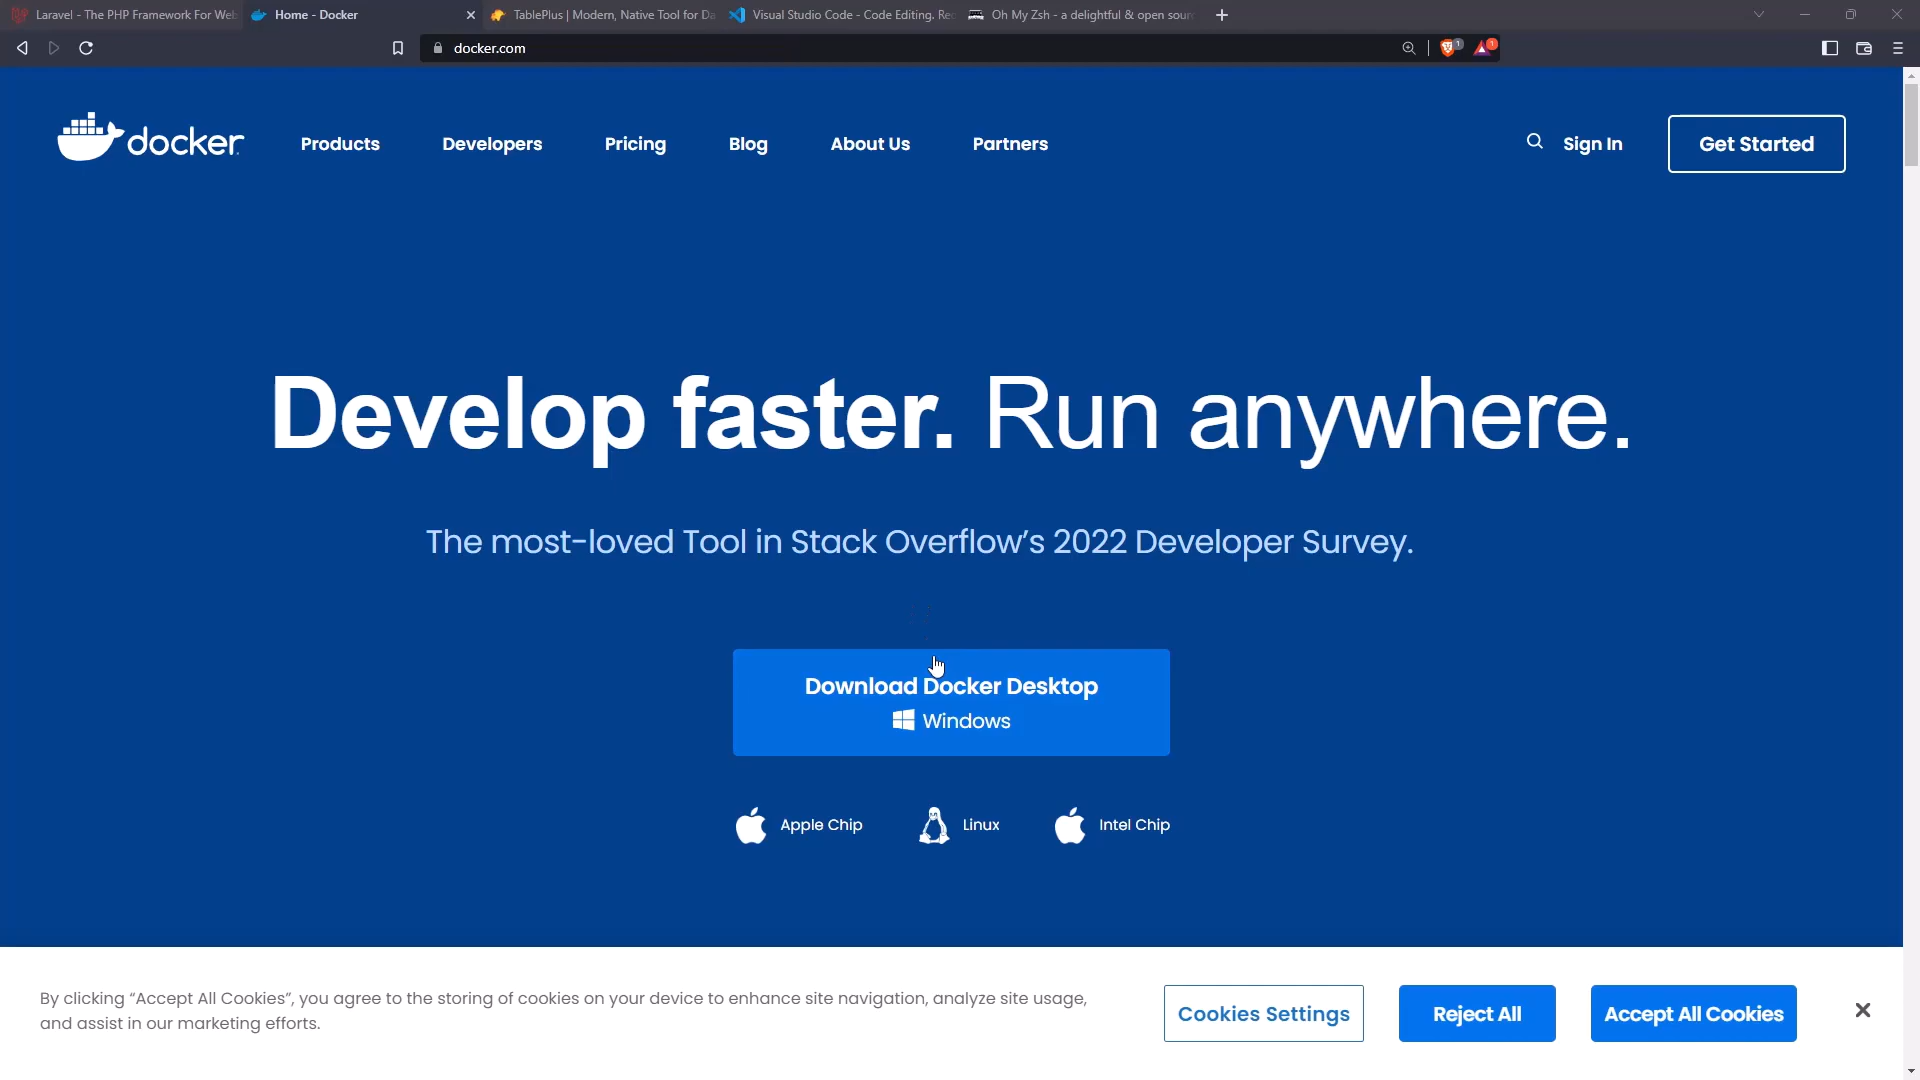 Laravel - The PHP Framework For Web
Home - Docker
TablePlus | Modern, Native Tool for Da
Visual Studio Code - Code Editing. Re
Oh My Zsh - a delightful & open sour
docker.com
1
1
docker
Products
Developers
Pricing
Blog
About Us
Partners
Sign In
Get Started
Develop faster. Run anywhere.
The most-loved Tool in Stack Overflow’s 2022 Developer Survey.
Download Docker Desktop
Windows
Apple Chip
Linux
Intel Chip
By clicking “Accept All Cookies”, you agree to the storing of cookies on your device to enhance site navigation, analyze site usage,
and assist in our marketing efforts.
Cookies Settings
Reject All
Accept All Cookies